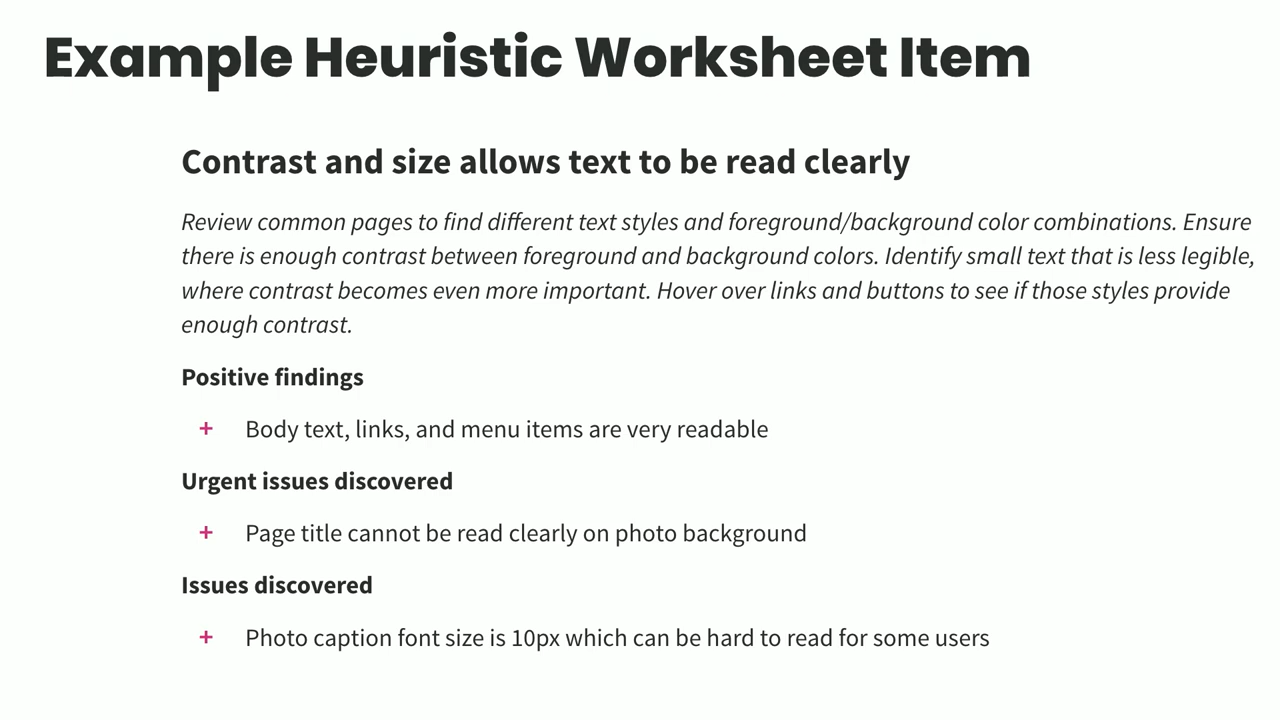 Example Heuristic Worksheet Item
Contrast and size allows text to be read clearly
Review common pages to find different text styles and foreground/background color combinations. Ensure
there is enough contrast between foreground and background colors. Identify small text that is less legible,
where contrast becomes even more important. Hover over links and buttons to see if those styles provide
enough contrast.
Positive findings
+ Body text, links, and menu items are very readable
Urgent issues discovered
+ Page title cannot be read clearly on photo background
Issues discovered
+ Photo caption font size is 10px which can be hard to read for some users